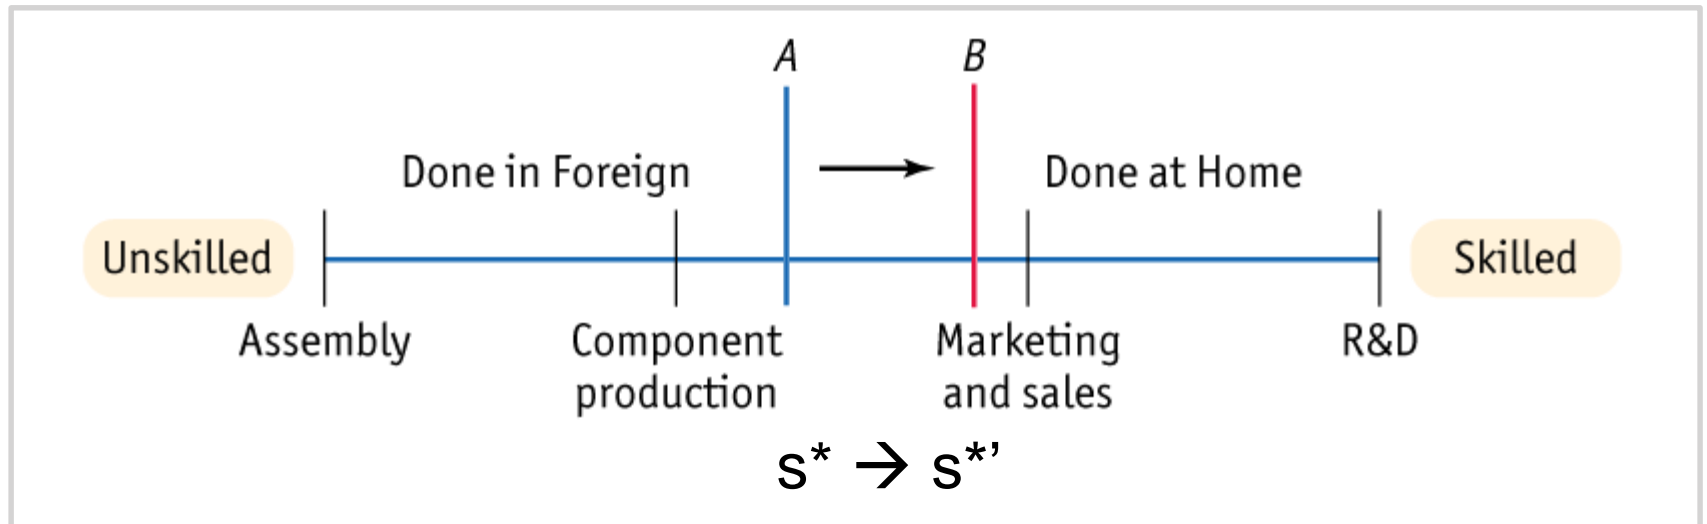 A B
Done in Foreign Done at Home
Unskilled Skilled
Assembly Component Marketing R&D
production and sales
s* → s*’